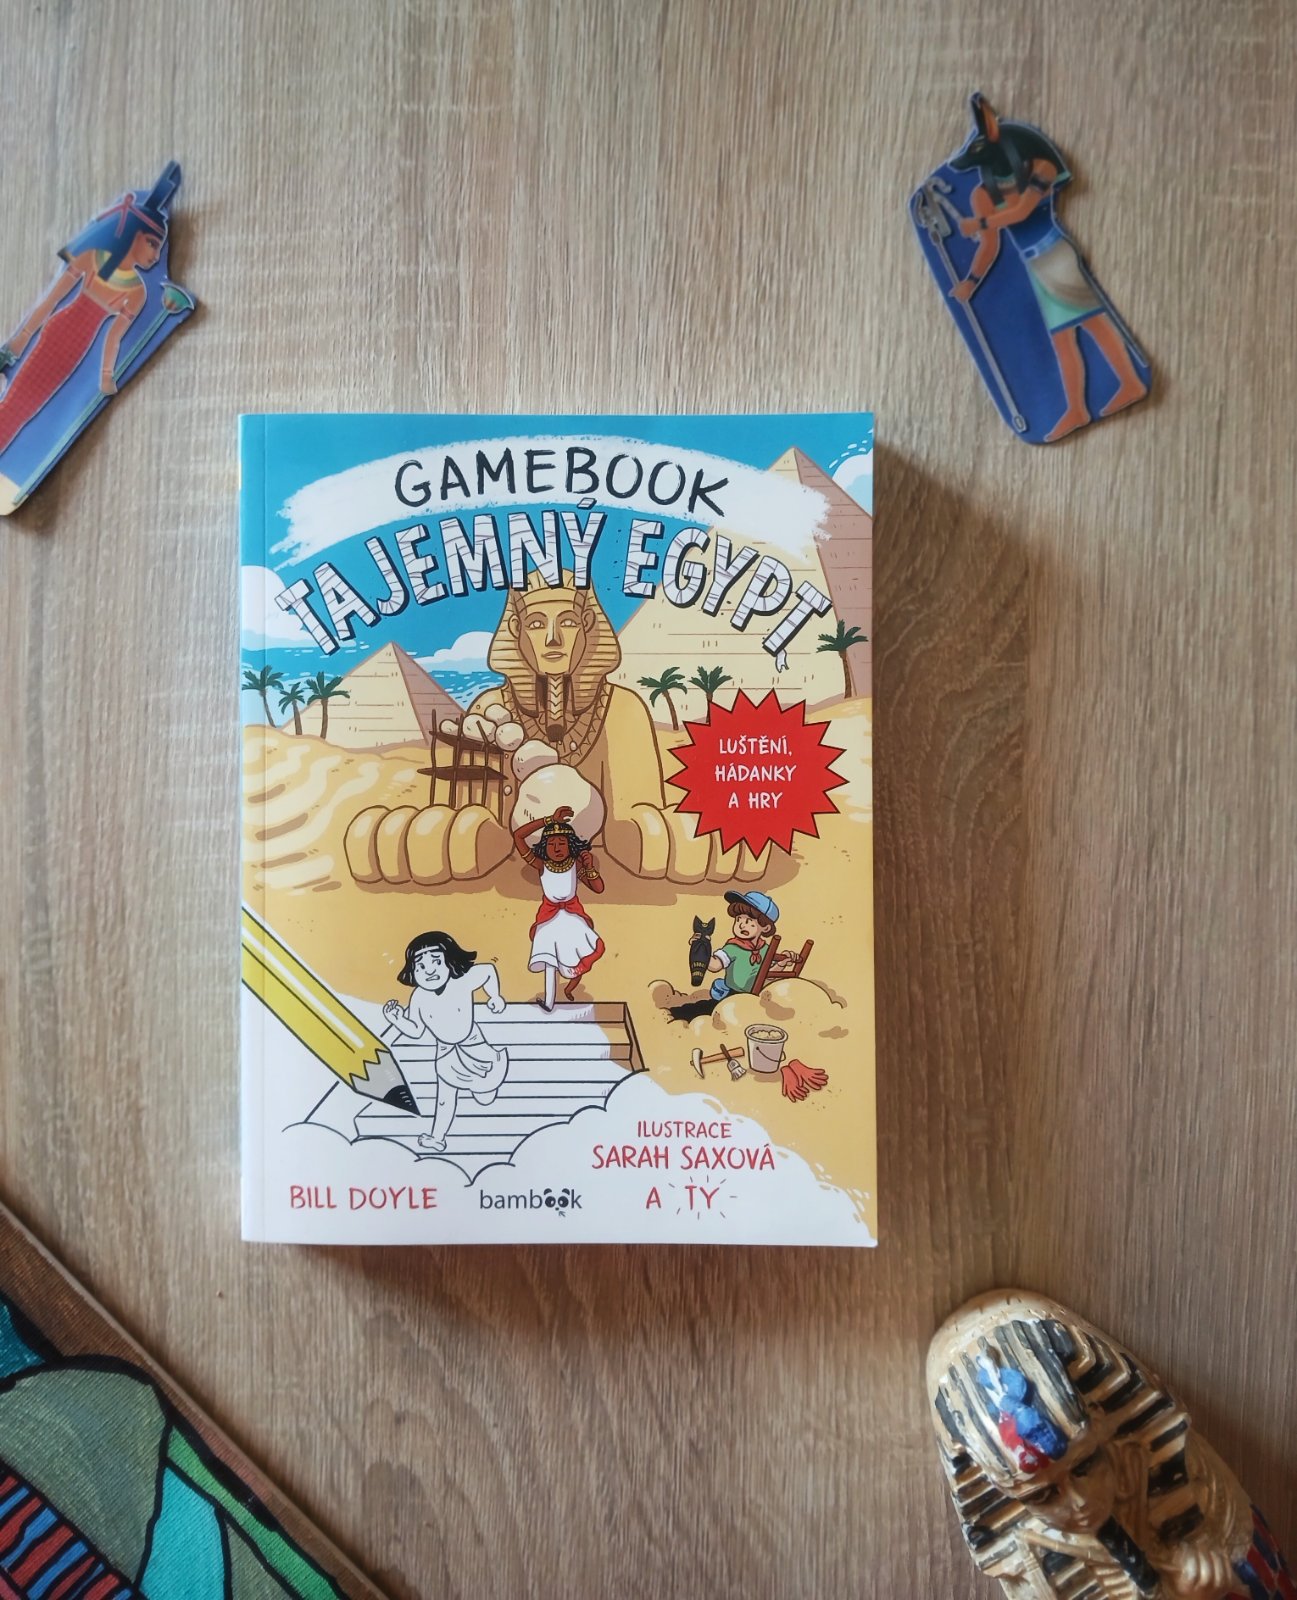 GAMEBOOK
TAJEMNÝ EGYPT
LUŠTĚNÍ,
HÁDANKY
A HRY
ILUSTRACE
SARAH SAXOVÁ
A TY
BILL DOYLE
bambook